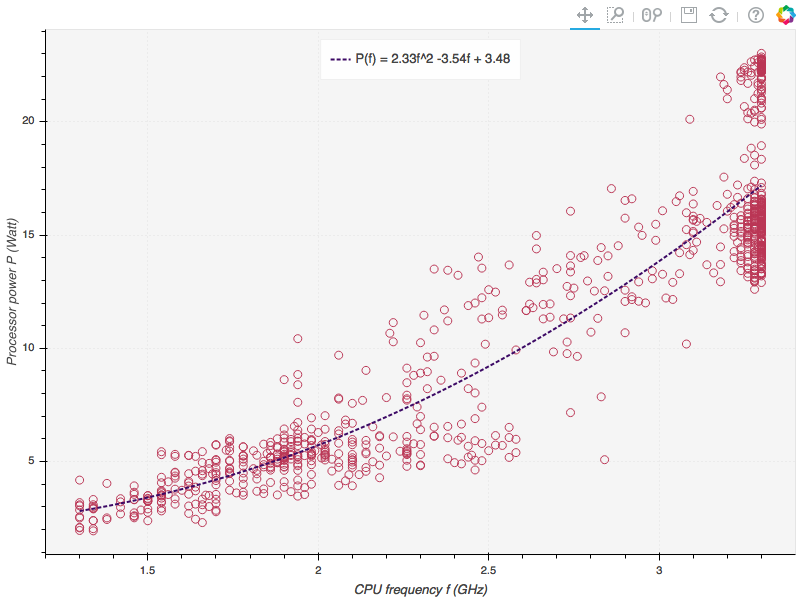 P(f) = 2.33f^2 -3.54f + 3.48
20
15
10
5
Processor power P (Watt)
1.5
2
2.5
3
CPU frequency f (GHz)